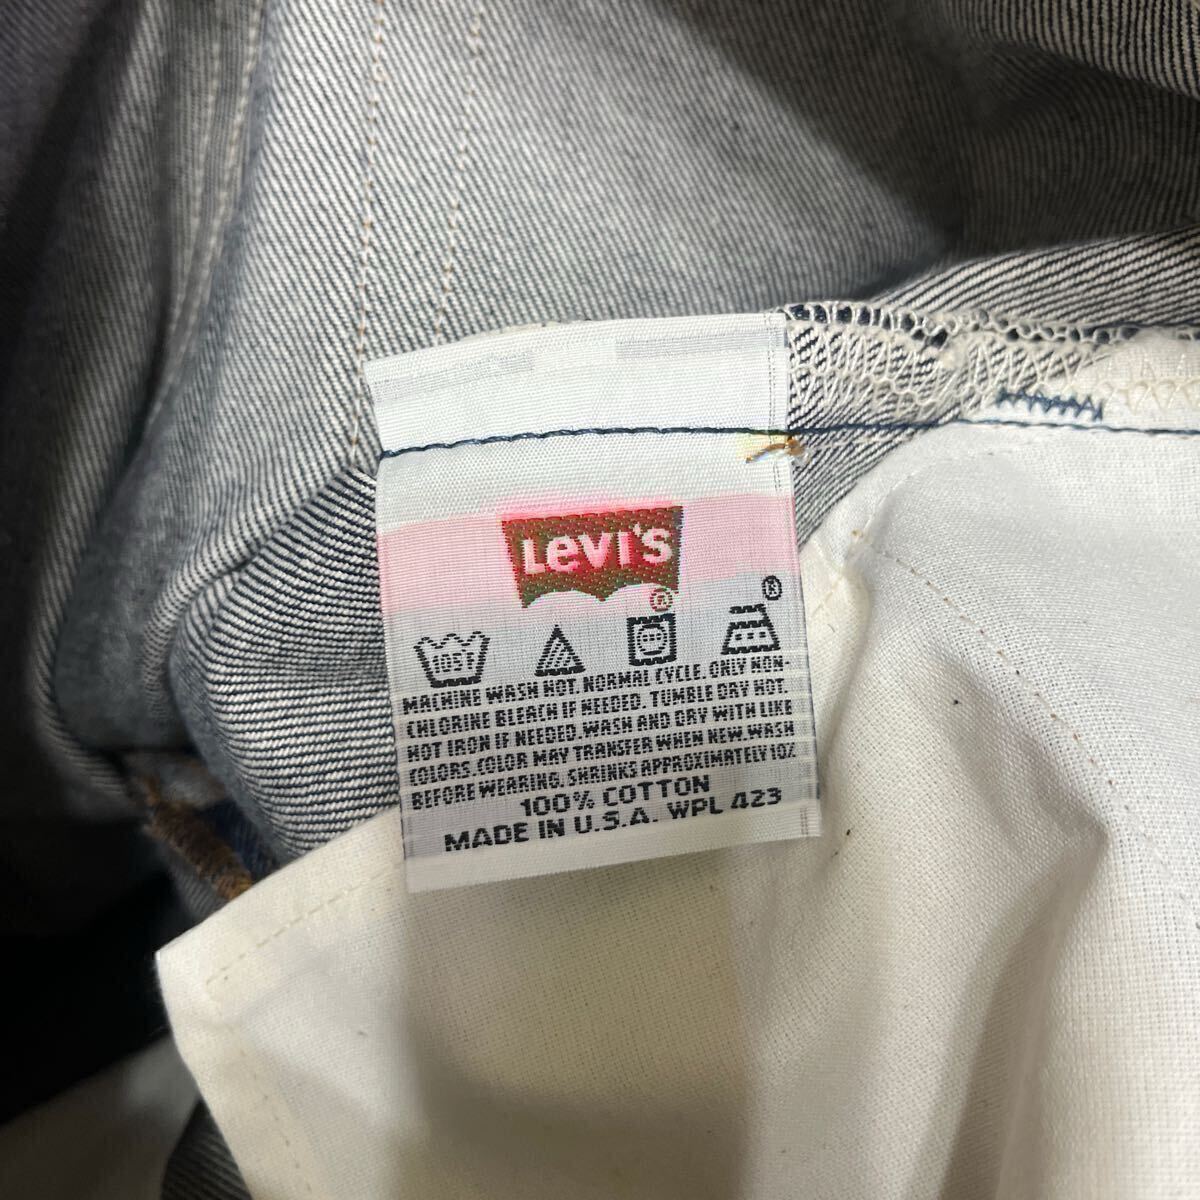 LEVI'S
®
®
105F
MACHINE WASH HOT. NORMAL CYCLE. ONLY NON-
CHLORINE BLEACH IF NEEDED. TUMBLE DRY HOT.
HOT IRON IF NEEDED. WASH AND DRY WITH LIKE
COLORS. COLOR MAY TRANSFER WHEN NEW. WASH
BEFORE WEARING. SHRINKS APPROXIMATELY 10%
100% COTTON
MADE IN U.S.A. WPL 423